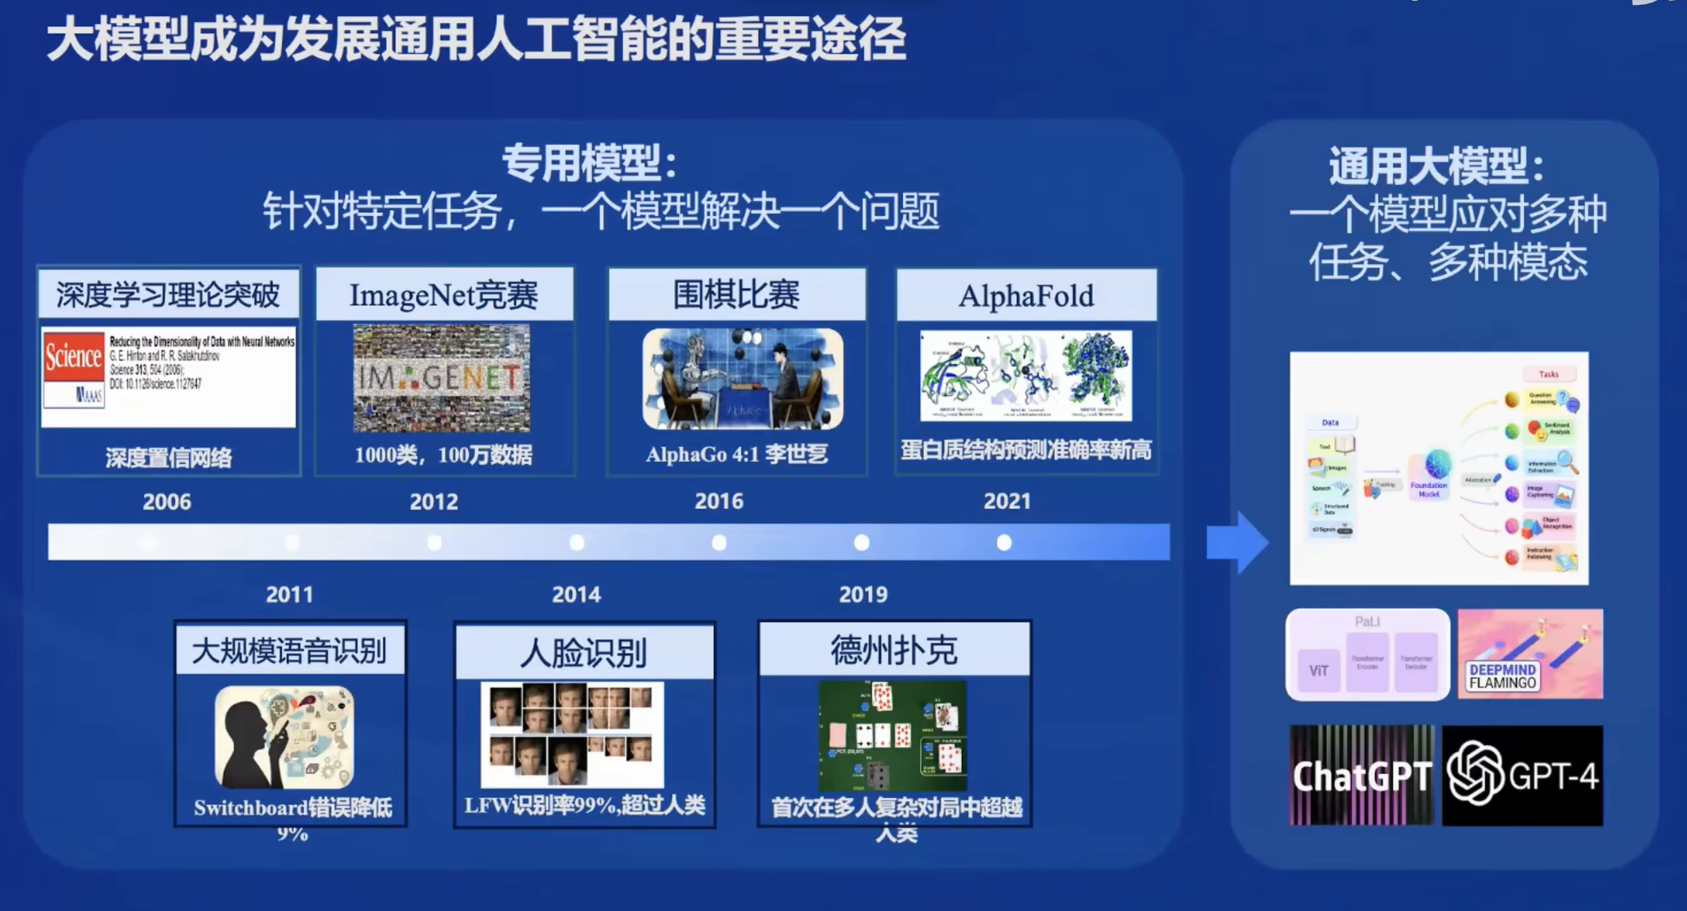 大模型成为发展通用人工智能的重要途径
专用模型：
针对特定任务，一个模型解决一个问题
深度学习理论突破
Science
AAAS
Reducing the Dimensionality of Data with Neural Networks
G. E. Hinton and R. R. Salakhutdinov
Science 313, 504 (2006);
DOI: 10.1126/science.1127647
深度置信网络
ImageNet竞赛
IMAGENET
1000类，100万数据
围棋比赛
AlphaGo
AlphaGo 4:1 李世乭
AlphaFold
蛋白质结构预测准确率新高
2006
2012
2016
2021
2011
2014
2019
大规模语音识别
Switchboard错误降低
9%
人脸识别
LFW识别率99%,超过人类
德州扑克
首次在多人复杂对局中超越
人类
通用大模型：
一个模型应对多种
任务、多种模态
Data
Text
Images
Speech
Structured
Data
3D Signals
Training
Foundation
Model
Adaptation
Tasks
Question
Answering
Sentiment
Analysis
Information
Extraction
Image
Captioning
Object
Recognition
Instruction
Following
PaLI
ViT
Transformer
Encoder
Transformer
Decoder
DEEPMIND
FLAMINGO
ChatGPT
GPT-4